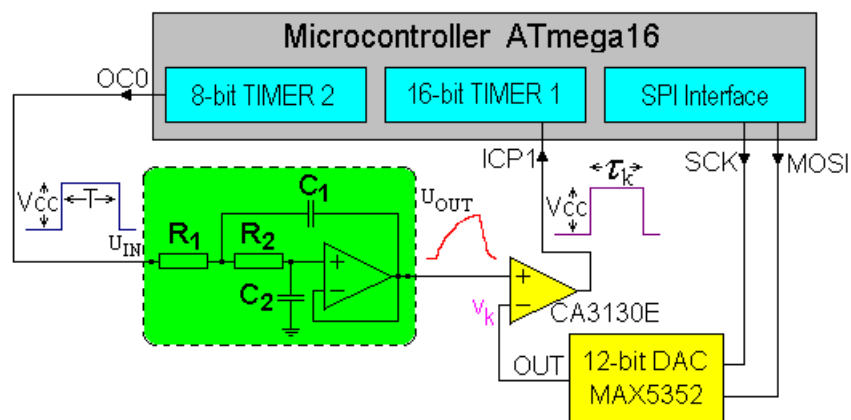 Microcontroller ATmega16
OC0
8-bit TIMER 2
16-bit TIMER 1
SPI Interface
ICP1
SCK
MOSI
VCC
T
UIN
R1
R2
C1
C2
UOUT
VCC
τk
Vk
CA3130E
OUT
12-bit DAC
MAX5352